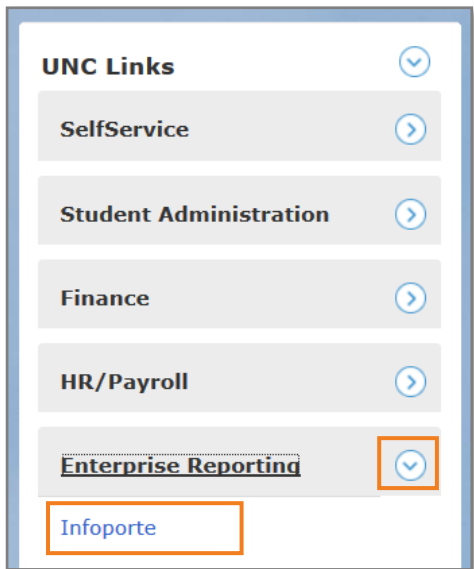 UNC Links
SelfService
Student Administration
Finance
HR/Payroll
Enterprise Reporting
Infoporte